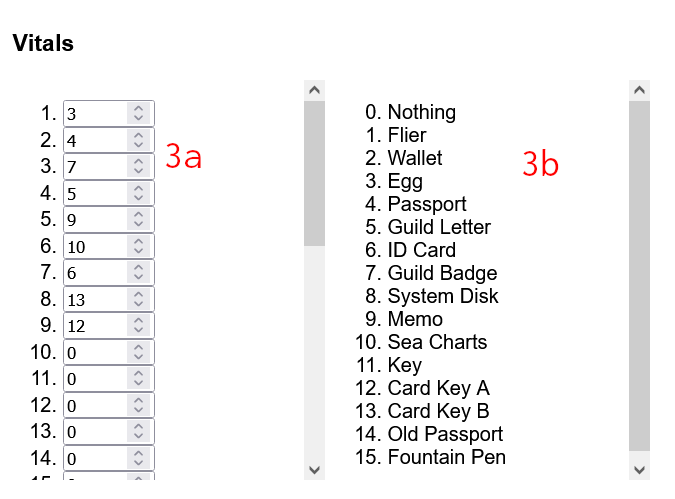 Vitals
1. 3
2. 4
3. 7
4. 5
5. 9
6. 10
7. 6
8. 13
9. 12
10. 0
11. 0
12. 0
13. 0
14. 0
3a
0. Nothing
1. Flier
2. Wallet
3. Egg
4. Passport
5. Guild Letter
6. ID Card
7. Guild Badge
8. System Disk
9. Memo
10. Sea Charts
11. Key
12. Card Key A
13. Card Key B
14. Old Passport
15. Fountain Pen
3b